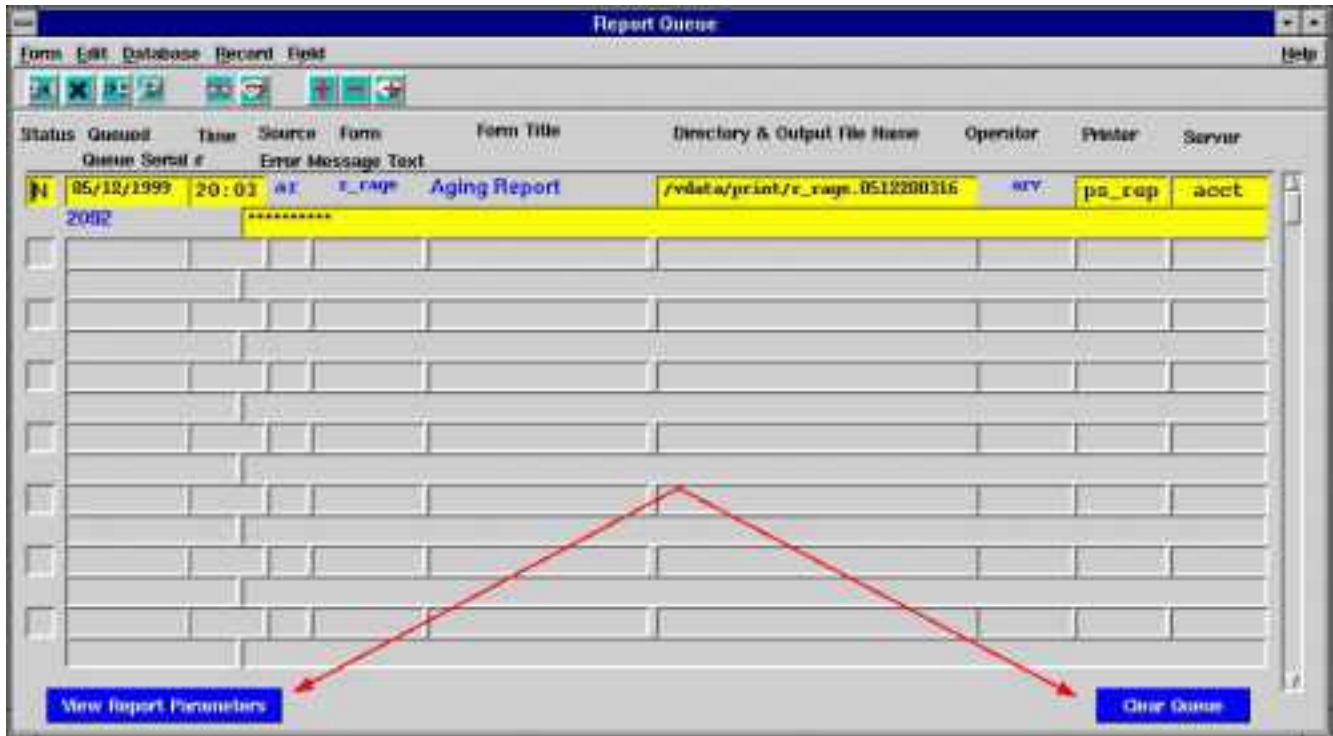 Report Queue
Form Edit Database Record Field Help
Status Queued Time Source Form Form Title Directory & Output File Name Operator Printer Server
Queue Serial # Error Message Text
N 05/12/1999 20:03 ar r_rage Aging Report /vdata/print/r_rage.0512200316 arv ps_rep acct
2092 **********
View Report Parameters Clear Queue